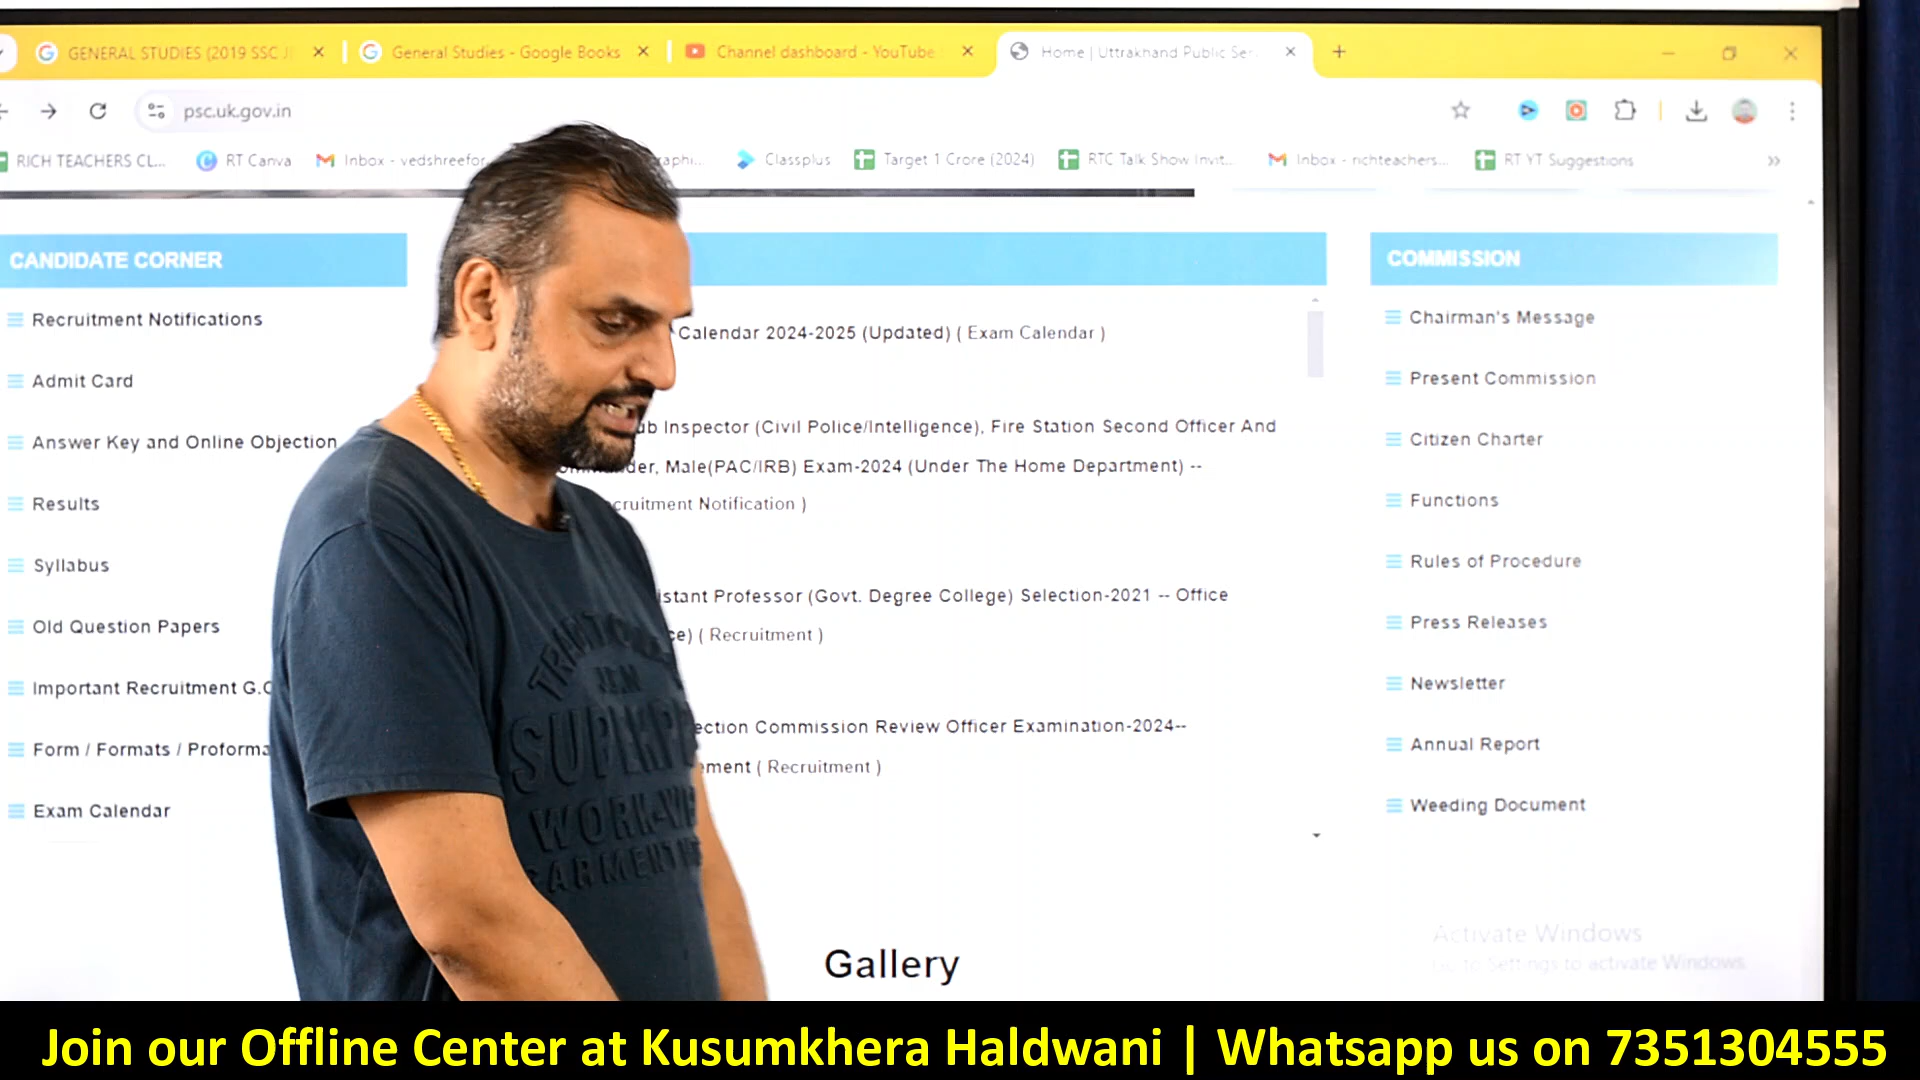 GENERAL STUDIES (2019 SSC J
General Studies - Google Books
Channel dashboard - YouTube
Home | Uttrakhand Public Ser
psc.uk.gov.in
RICH TEACHERS CL...
RT Canva
Inbox - vedshreefor
Classplus
Target 1 Crore (2024)
RTC Talk Show Invit...
Inbox - richteachers...
RT YT Suggestions
CANDIDATE CORNER
Recruitment Notifications
Admit Card
Answer Key and Online Objection
Results
Syllabus
Old Question Papers
Important Recruitment G.
Form / Formats / Proforma
Exam Calendar
Calendar 2024-2025 (Updated) ( Exam Calendar )
Inspector (Civil Police/Intelligence), Fire Station Second Officer And
Male(PAC/IRB) Exam-2024 (Under The Home Department) --
Notification )
Professor (Govt. Degree College) Selection-2021 -- Office
( Recruitment )
Commission Review Officer Examination-2024--
( Recruitment )
COMMISSION
Chairman's Message
Present Commission
Citizen Charter
Functions
Rules of Procedure
Press Releases
Newsletter
Annual Report
Weeding Document
Gallery
Activate Windows
Go to Settings to activate Windows.
Join our Offline Center at Kusumkhera Haldwani | Whatsapp us on 7351304555